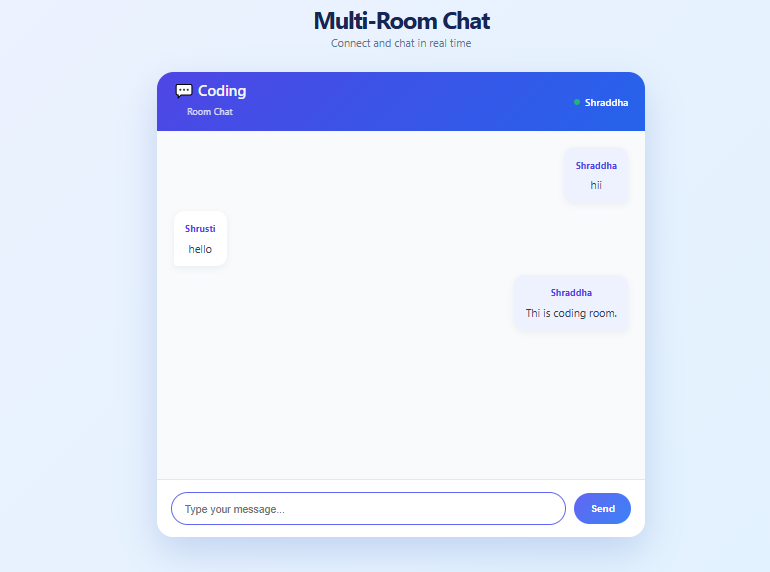 Multi-Room Chat
Connect and chat in real time
💬 Coding
Room Chat
Shraddha
Shraddha
hii
Shrusti
hello
Shraddha
Thi is coding room.
Type your message...
Send